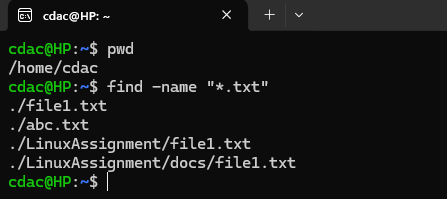 cdac@HP: ~
cdac@HP:~$ pwd
/home/cdac
cdac@HP:~$ find -name "*.txt"
./file1.txt
./abc.txt
./LinuxAssignment/file1.txt
./LinuxAssignment/docs/file1.txt
cdac@HP:~$